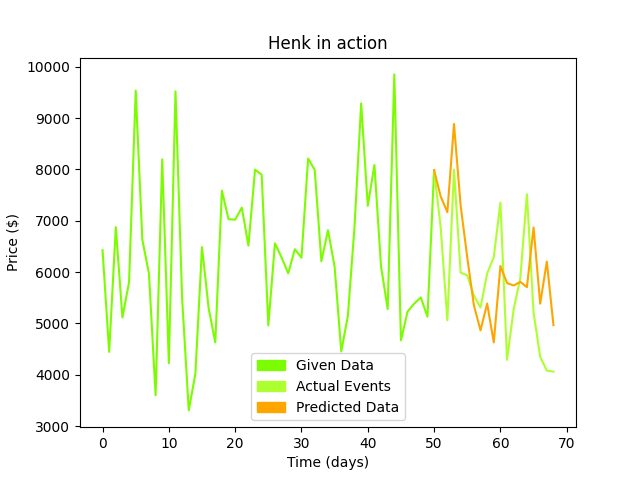 Henk in action
Price ($)
10000
9000
8000
7000
6000
5000
4000
3000
Given Data
Actual Events
Predicted Data
0 10 20 30 40 50 60 70
Time (days)